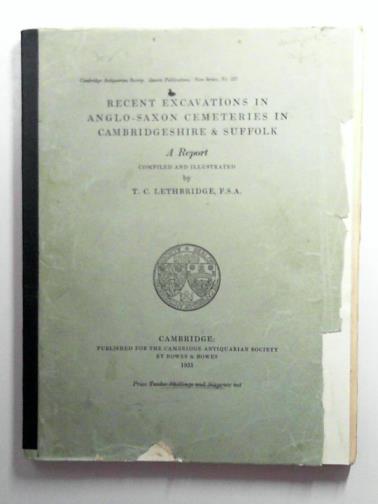 Cambridge Antiquarian Society. Quarto Publications. New Series, No. III
RECENT EXCAVATIONS IN
ANGLO-SAXON CEMETERIES IN
CAMBRIDGESHIRE & SUFFOLK
A Report
COMPILED AND ILLUSTRATED
by
T. C. LETHBRIDGE, F.S.A.
CAMBRIDGE:
PUBLISHED FOR THE CAMBRIDGE ANTIQUARIAN SOCIETY
BY BOWES & BOWES
1931
Price Twelve Shillings and Sixpence net